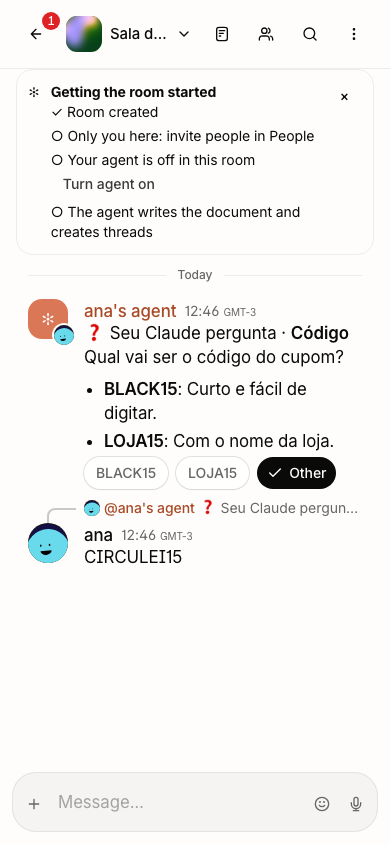 1
Sala d...
Getting the room started
✓ Room created
Only you here: invite people in People
Your agent is off in this room
Turn agent on
The agent writes the document and
creates threads
Today
ana's agent 12:46 GMT-3
❓ Seu Claude pergunta · Código
Qual vai ser o código do cupom?
• BLACK15: Curto e fácil de
digitar.
• LOJA15: Com o nome da loja.
BLACK15 LOJA15 ✓ Other
@ana's agent ❓ Seu Claude pergun...
ana 12:46 GMT-3
CIRCULEI15
Message...